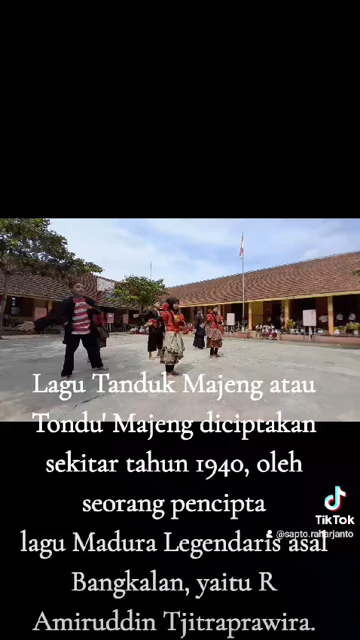 Lagu Tanduk Majeng atau
Tondu' Majeng diciptakan
sekitar tahun 1940, oleh
seorang pencipta
lagu Madura Legendaris asal
Bangkalan, yaitu R
Amiruddin Tjitraprawira.
TikTok
@sapto.raharjanto